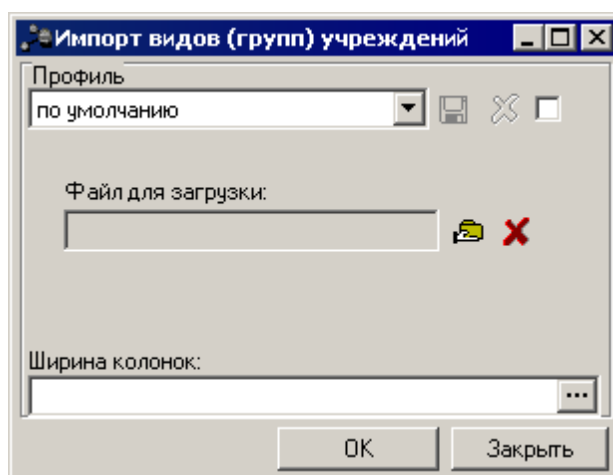 Импорт видов (групп) учреждений
Профиль
по умолчанию
Файл для загрузки:
Ширина колонок:
...
OK Закрыть